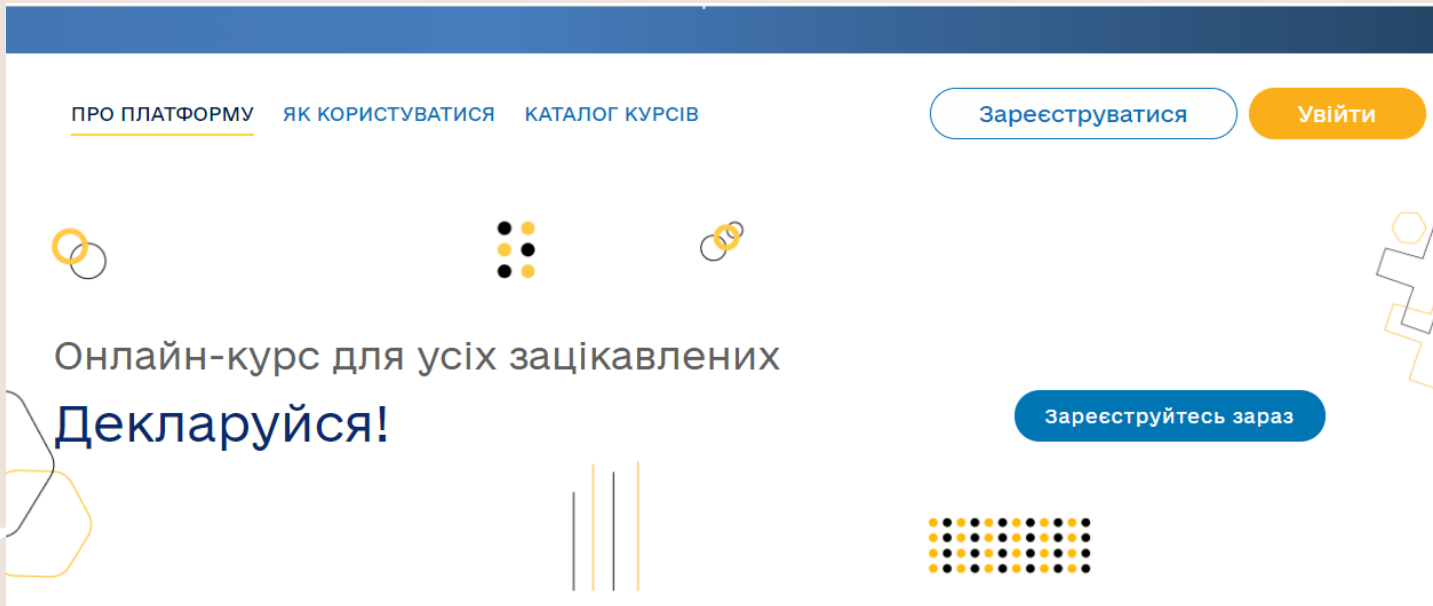 ПРО ПЛАТФОРМУ ЯК КОРИСТУВАТИСЯ КАТАЛОГ КУРСІВ Зареєструватися Увійти
Онлайн-курс для усіх зацікавлених
Декларуйся!
Зареєструйтесь зараз